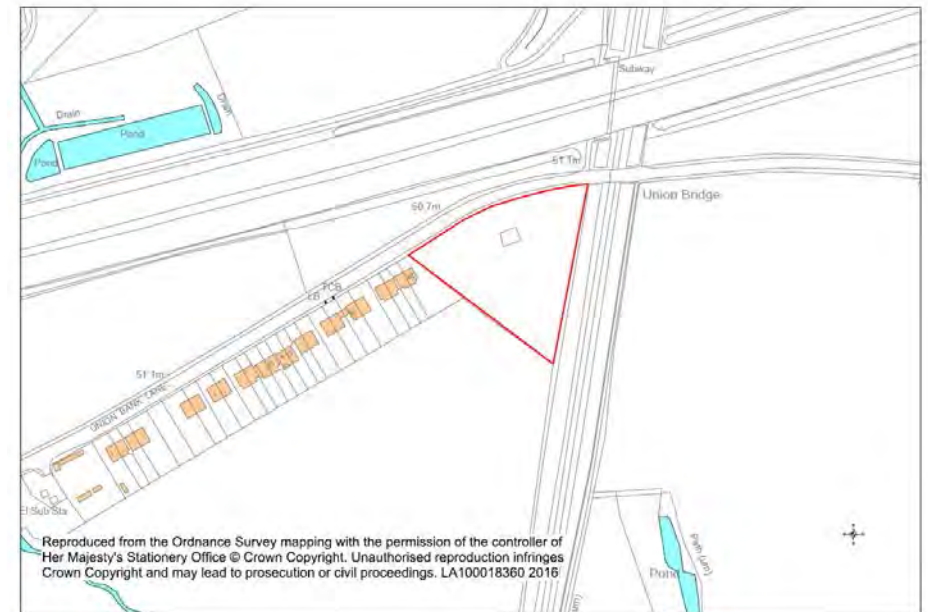 Subway
Drain
Drain
Pond
Pond
51.1m
Union Bridge
50.7m
TCB
LB
51.1m
UNION BANK LANE
El Sub Sta
Reproduced from the Ordnance Survey mapping with the permission of the controller of
Her Majesty's Stationery Office © Crown Copyright. Unauthorised reproduction infringes
Crown Copyright and may lead to prosecution or civil proceedings. LA100018360 2016
Path (um)
Pond